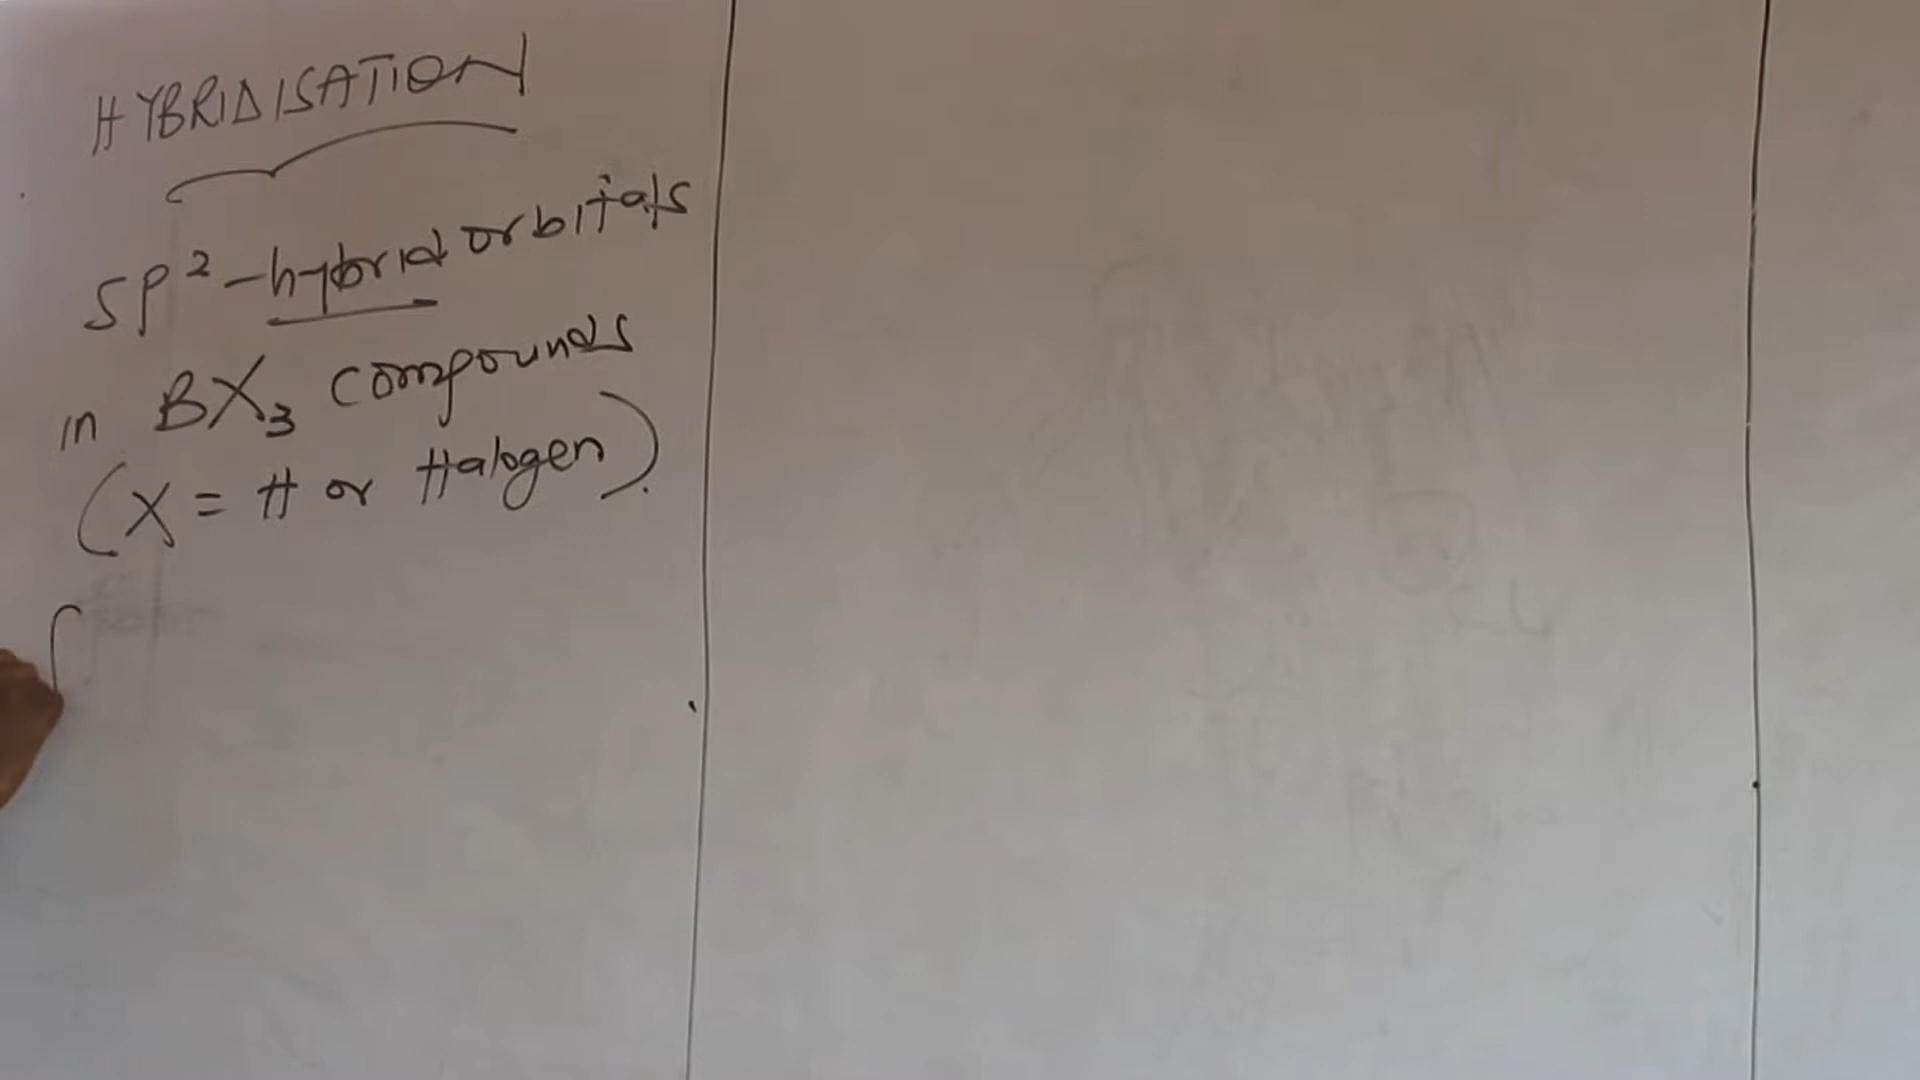 HYBRIDISATION
SP² - hybrid orbitals
in BX₃ compounds
(X = H or Halogen).